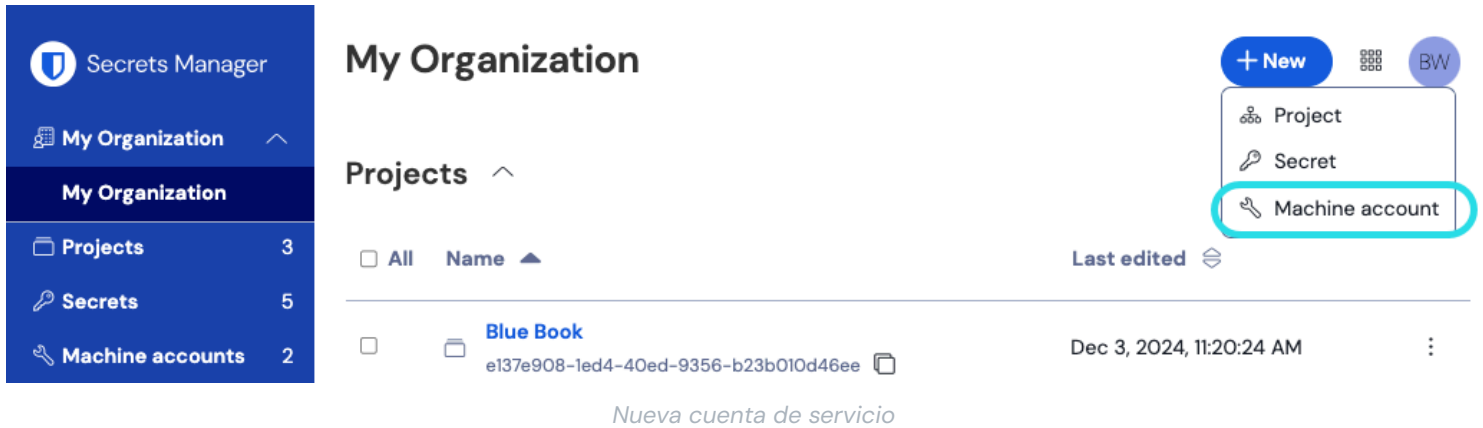 Secrets Manager
My Organization
My Organization
Projects 3
Secrets 5
Machine accounts 2
My Organization
+ New
BW
Project
Secret
Machine account
Projects
All Name Last edited
Blue Book
e137e908-1ed4-40ed-9356-b23b010d46ee
Dec 3, 2024, 11:20:24 AM
Nueva cuenta de servicio